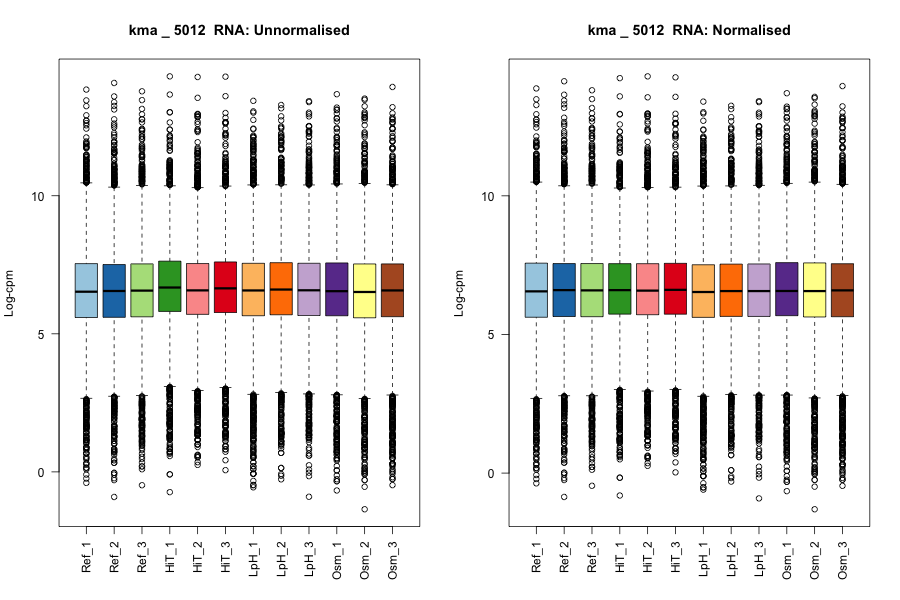 kma _ 5012  RNA: Unnormalised
Log-cpm
10
5
0
Ref_1 Ref_2 Ref_3 HiT_1 HiT_2 HiT_3 LpH_1 LpH_2 LpH_3 Osm_1 Osm_2 Osm_3
kma _ 5012  RNA: Normalised
Log-cpm
10
5
0
Ref_1 Ref_2 Ref_3 HiT_1 HiT_2 HiT_3 LpH_1 LpH_2 LpH_3 Osm_1 Osm_2 Osm_3